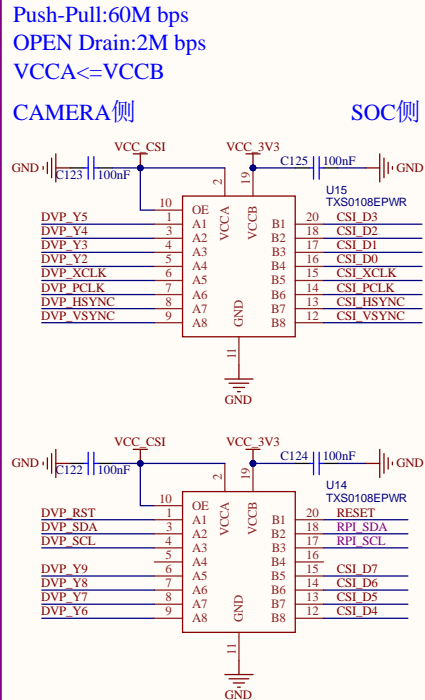 Push-Pull:60M bps
OPEN Drain:2M bps
VCCA<=VCCB
CAMERA侧 SOC侧
VCC_CSI VCC_3V3
GND C123 100nF C125 100nF GND
2 19 U15
TXS0108EPWR
10 OE VCCA VCCB
DVP_Y5 1 A1 B1 20 CSI_D3
DVP_Y4 3 A2 B2 18 CSI_D2
DVP_Y3 4 A3 B3 17 CSI_D1
DVP_Y2 5 A4 B4 16 CSI_D0
DVP_XCLK 6 A5 B5 15 CSI_XCLK
DVP_PCLK 7 A6 B6 14 CSI_PCLK
DVP_HSYNC 8 A7 B7 13 CSI_HSYNC
DVP_VSYNC 9 A8 GND B8 12 CSI_VSYNC
11
GND
VCC_CSI VCC_3V3
GND C122 100nF C124 100nF GND
2 19 U14
TXS0108EPWR
10 OE VCCA VCCB
DVP_RST 1 A1 B1 20 RESET
DVP_SDA 3 A2 B2 18 RPI_SDA
DVP_SCL 4 A3 B3 17 RPI_SCL
5 A4 B4 16
DVP_Y9 6 A5 B5 15 CSI_D7
DVP_Y8 7 A6 B6 14 CSI_D6
DVP_Y7 8 A7 B7 13 CSI_D5
DVP_Y6 9 A8 GND B8 12 CSI_D4
11
GND